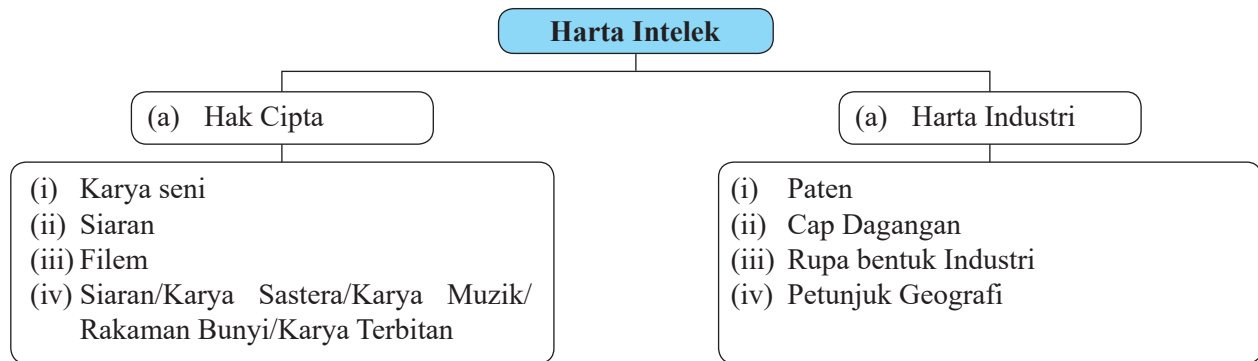 Harta Intelek
(a) Hak Cipta
(i) Karya seni
(ii) Siaran
(iii) Filem
(iv) Siaran/Karya Sastera/Karya Muzik/
Rakaman Bunyi/Karya Terbitan
(a) Harta Industri
(i) Paten
(ii) Cap Dagangan
(iii) Rupa bentuk Industri
(iv) Petunjuk Geografi